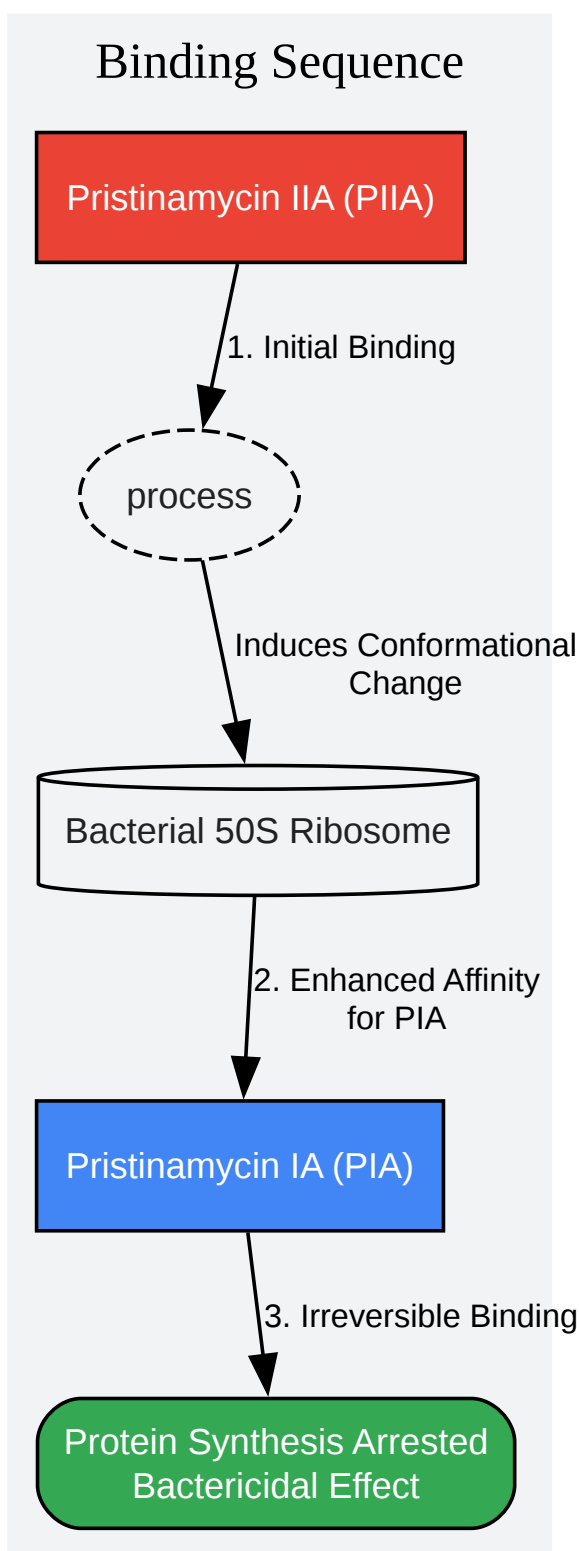 Binding Sequence
Pristinamycin IIA (PIIA)
1. Initial Binding
process
Induces Conformational
Change
Bacterial 50S Ribosome
2. Enhanced Affinity
for PIA
Pristinamycin IA (PIA)
3. Irreversible Binding
Protein Synthesis Arrested
Bactericidal Effect